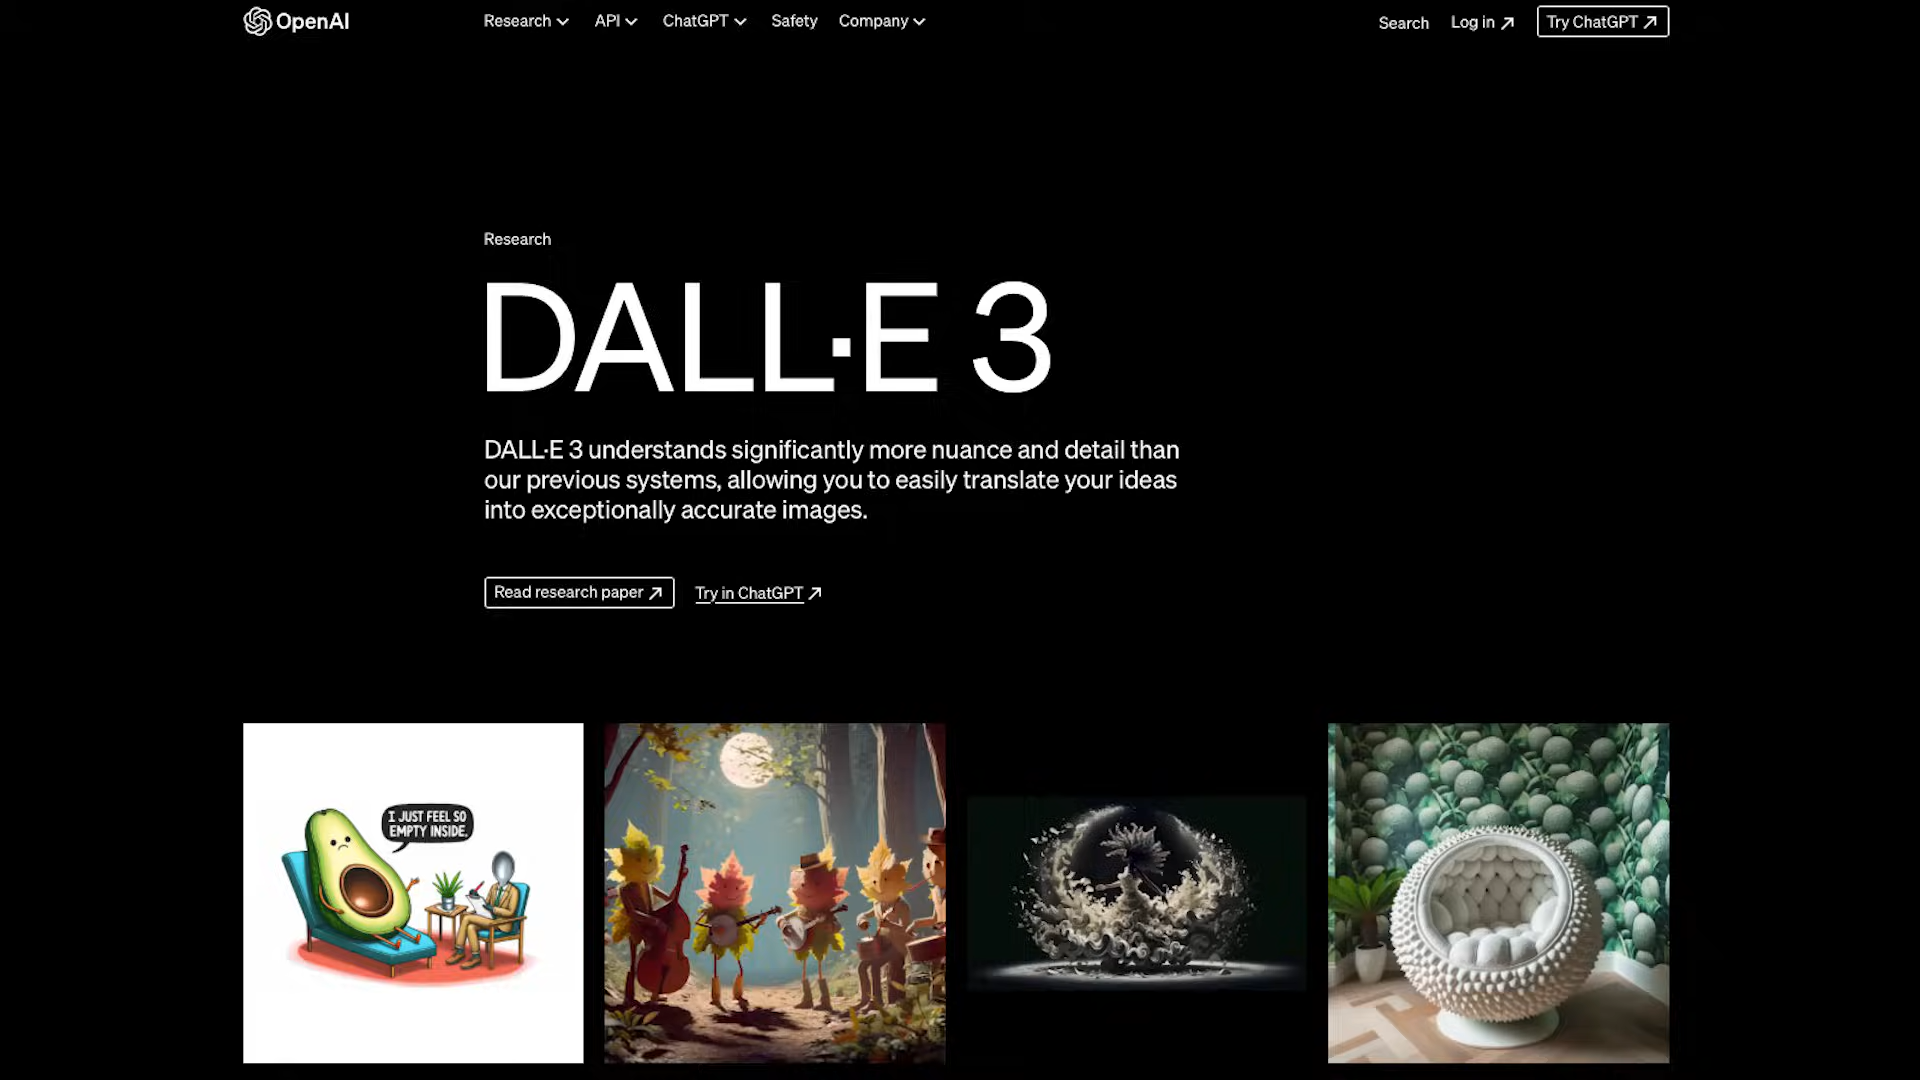 OpenAI
Research
API
ChatGPT
Safety
Company
Search
Log in
Try ChatGPT
Research
DALL·E 3
DALL·E 3 understands significantly more nuance and detail than
our previous systems, allowing you to easily translate your ideas
into exceptionally accurate images.
Read research paper
Try in ChatGPT
I JUST FEEL SO
EMPTY INSIDE.